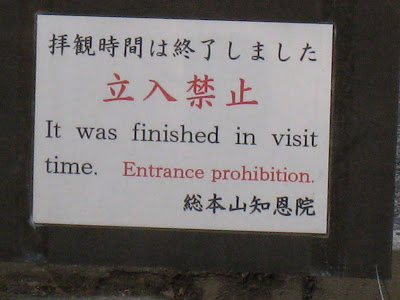 拝観時間は終了しました
立入禁止
It was finished in visit
time. Entrance prohibition.
総本山知恩院